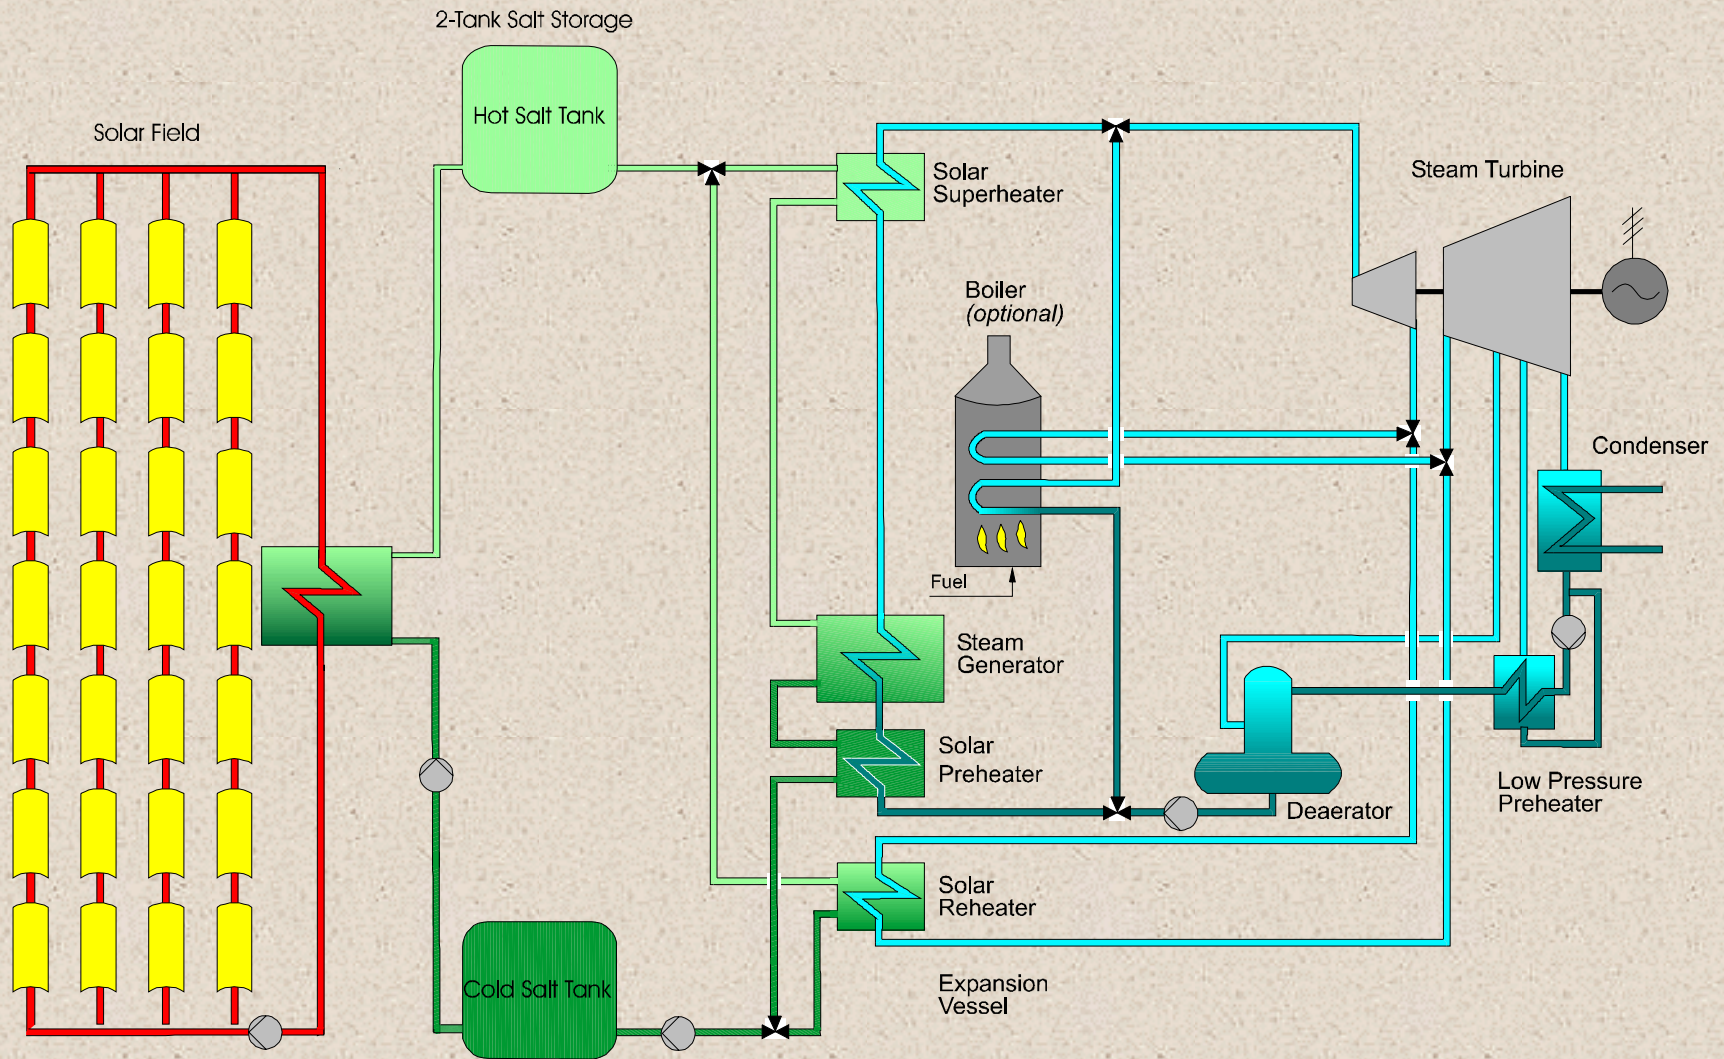 2-Tank Salt Storage
Hot Salt Tank
Solar Field
Solar
Superheater
Steam Turbine
Boiler
(optional)
Condenser
Fuel
Steam
Generator
Solar
Preheater
Low Pressure
Preheater
Deaerator
Solar
Reheater
Cold Salt Tank
Expansion
Vessel